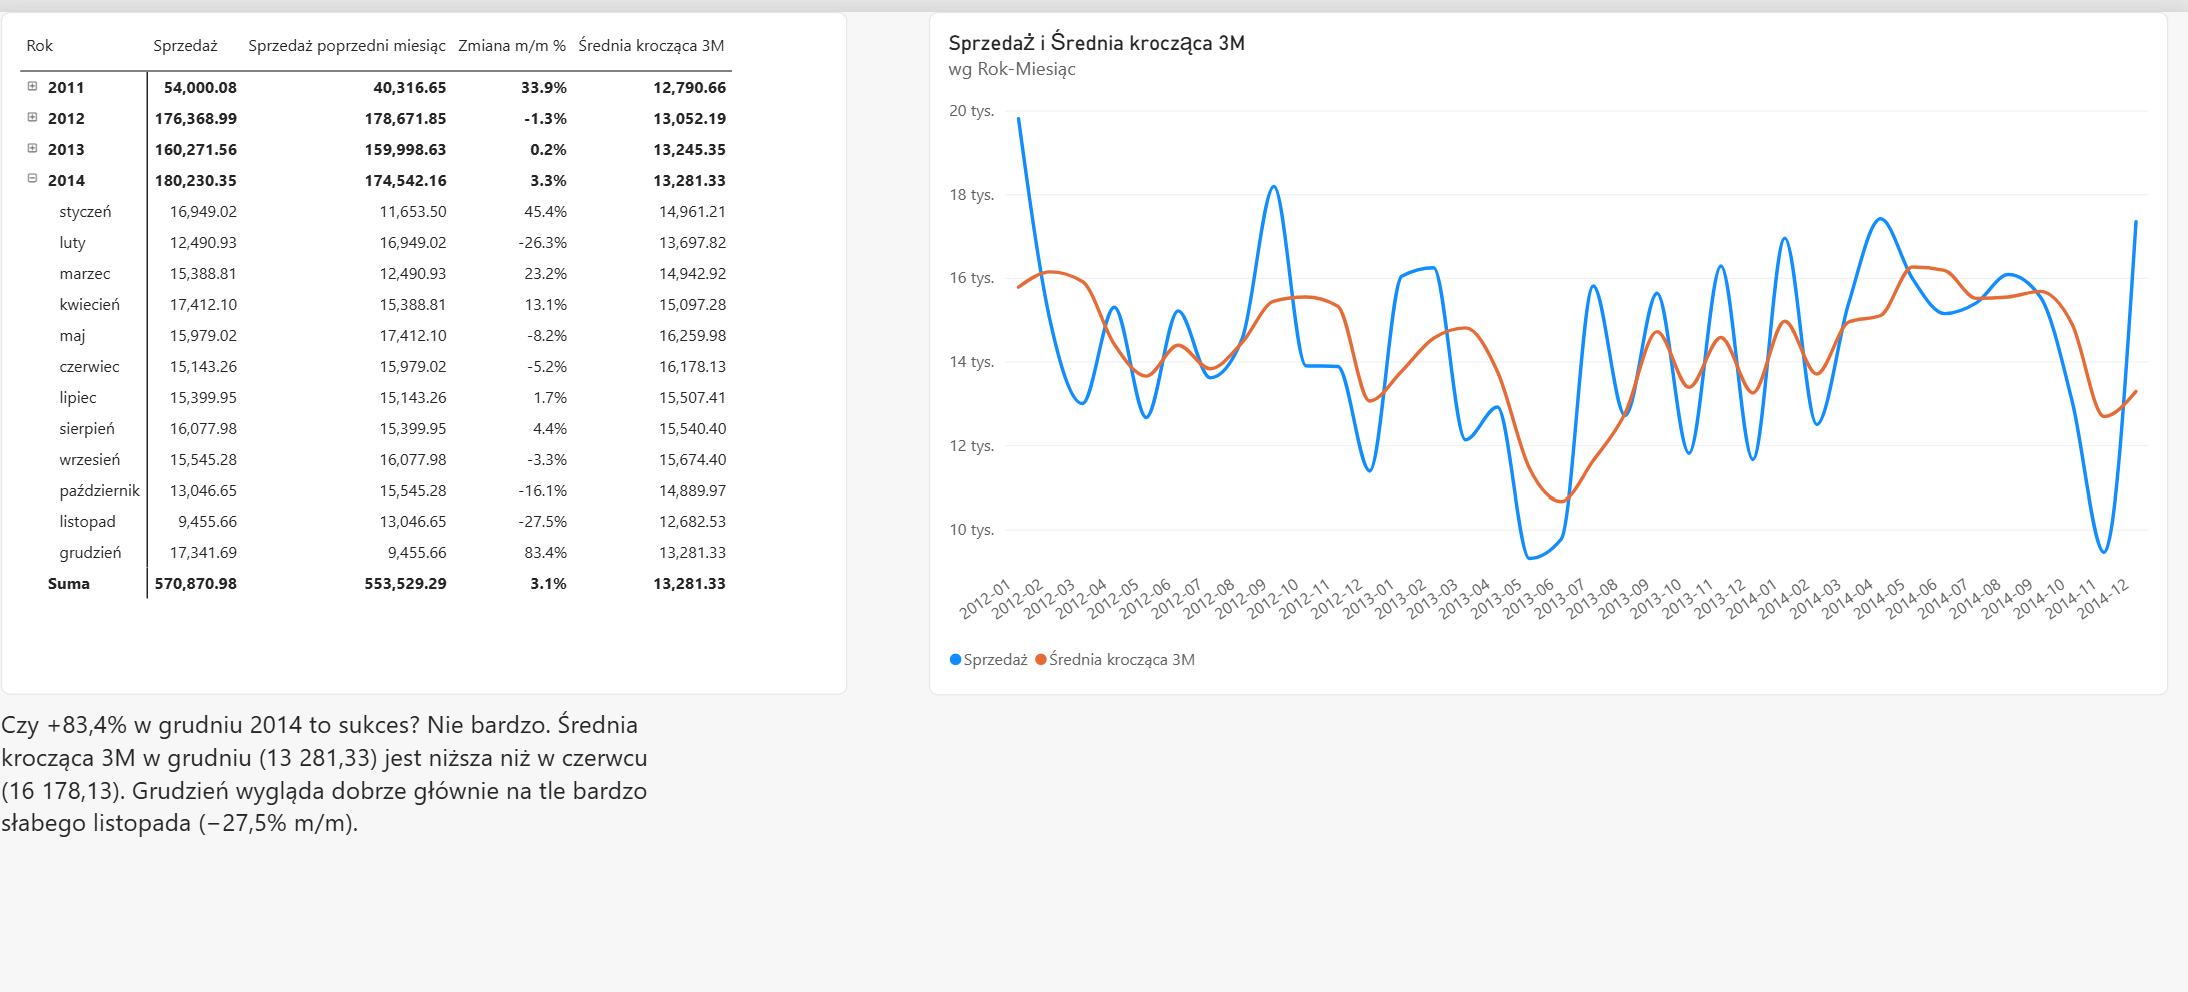 Rok Sprzedaż Sprzedaż poprzedni miesiąc Zmiana m/m % Średnia krocząca 3M
2011 54,000.08 40,316.65 33.9% 12,790.66
2012 176,368.99 178,671.85 -1.3% 13,052.19
2013 160,271.56 159,998.63 0.2% 13,245.35
2014 180,230.35 174,542.16 3.3% 13,281.33
styczeń 16,949.02 11,653.50 45.4% 14,961.21
luty 12,490.93 16,949.02 -26.3% 13,697.82
marzec 15,388.81 12,490.93 23.2% 14,942.92
kwiecień 17,412.10 15,388.81 13.1% 15,097.28
maj 15,979.02 17,412.10 -8.2% 16,259.98
czerwiec 15,143.26 15,979.02 -5.2% 16,178.13
lipiec 15,399.95 15,143.26 1.7% 15,507.41
sierpień 16,077.98 15,399.95 4.4% 15,540.40
wrzesień 15,545.28 16,077.98 -3.3% 15,674.40
październik 13,046.65 15,545.28 -16.1% 14,889.97
listopad 9,455.66 13,046.65 -27.5% 12,682.53
grudzień 17,341.69 9,455.66 83.4% 13,281.33
Suma 570,870.98 553,529.29 3.1% 13,281.33
Sprzedaż i Średnia krocząca 3M
wg Rok-Miesiąc
20 tys.
18 tys.
16 tys.
14 tys.
12 tys.
10 tys.
2012-01 2012-02 2012-03 2012-04 2012-05 2012-06 2012-07 2012-08 2012-09 2012-10 2012-11 2012-12 2013-01 2013-02 2013-03 2013-04 2013-05 2013-06 2013-07 2013-08 2013-09 2013-10 2013-11 2013-12 2014-01 2014-02 2014-03 2014-04 2014-05 2014-06 2014-07 2014-08 2014-09 2014-10 2014-11 2014-12
Sprzedaż Średnia krocząca 3M
Czy +83,4% w grudniu 2014 to sukces? Nie bardzo. Średnia
krocząca 3M w grudniu (13 281,33) jest niższa niż w czerwcu
(16 178,13). Grudzień wygląda dobrze głównie na tle bardzo
słabego listopada (−27,5% m/m).